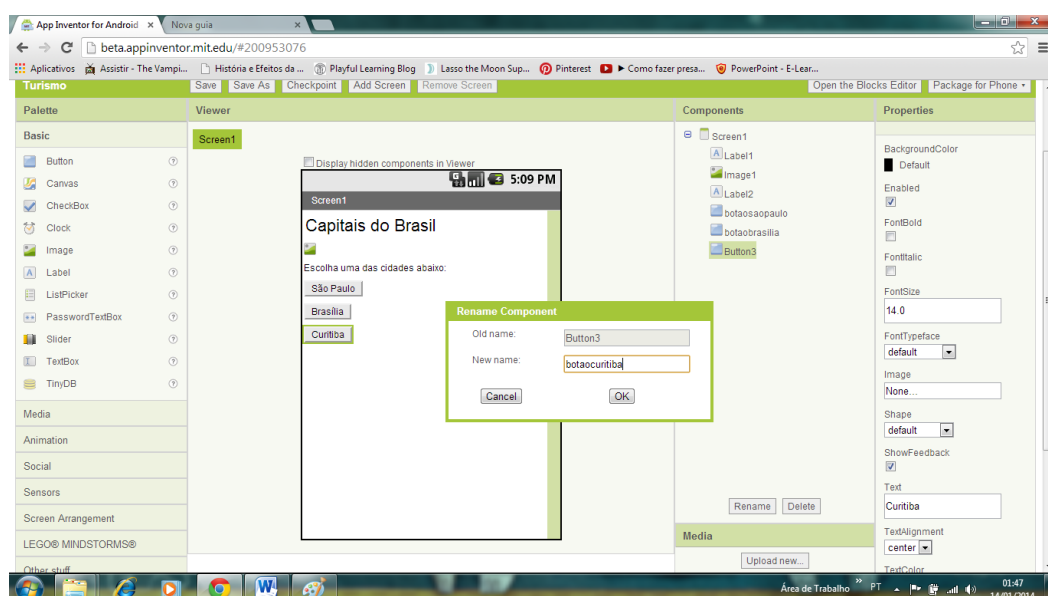 App Inventor for Android
Nova guia
beta.appinventor.mit.edu/#200953076
Aplicativos Assistir - The Vampi... História e Efeitos da ... Playful Learning Blog Lasso the Moon Sup... Pinterest ► Como fazer presa... PowerPoint - E-Lear...
Turismo Save Save As Checkpoint Add Screen Remove Screen Open the Blocks Editor Package for Phone
Palette
Basic
Button
Canvas
CheckBox
Clock
Image
Label
ListPicker
PasswordTextBox
Slider
TextBox
TinyDB
Media
Animation
Social
Sensors
Screen Arrangement
LEGO® MINDSTORMS®
Other stuff
Viewer
Screen1
Display hidden components in Viewer
5:09 PM
Screen1
Capitais do Brasil
Escolha uma das cidades abaixo:
São Paulo
Brasília
Curitiba
Rename Component
Old name: Button3
New name: botaocuritiba
Cancel OK
Components
Screen1
Label1
Image1
Label2
botaosaopaulo
botaobrasilia
Button3
Rename Delete
Media
Upload new...
Properties
BackgroundColor
Default
Enabled
FontBold
FontItalic
FontSize
14.0
FontTypeface
default
Image
None...
Shape
default
ShowFeedback
Text
Curitiba
TextAlignment
center
TextColor
Área de Trabalho » PT 01:47
14/01/2014